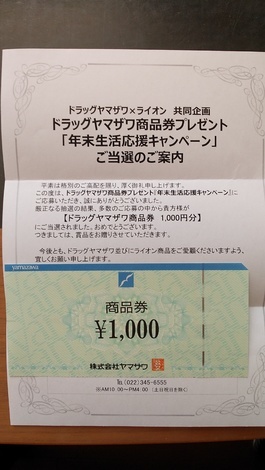 ドラッグヤマザワ×ライオン 共同企画
ドラッグヤマザワ商品券プレゼント
「年末生活応援キャンペーン」
ご当選のご案内
平素は格別のご高配を賜り、厚く御礼申し上げます。
この度は、ドラッグヤマザワ商品券プレゼント「年末生活応援キャンペーン」に
ご応募いただき、誠にありがとうございました。
厳正なる抽選の結果、多数のご応募の中から貴方様が
【ドラッグヤマザワ商品券 1,000円分】
にご当選されました。おめでとうございます。
つきましては、賞品をお贈りさせていただきます。
今後とも、ドラッグヤマザワ並びにライオン商品をご愛顧くださいますよう、
宜しくお願い申し上げます。
yamazawa
商品券
¥1,000
株式会社ヤマザワ
℡(022)345-6555
※AM10:00~PM4:00 (土日祝日を除く)